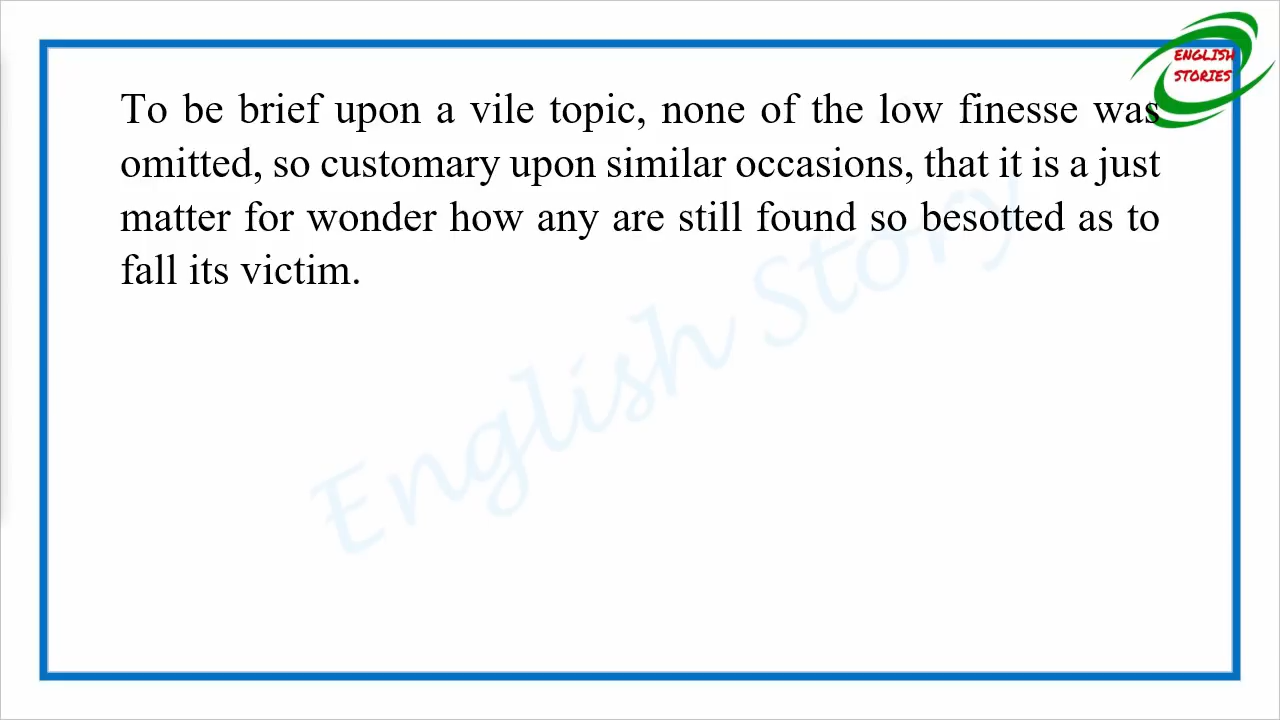 ENGLISH
STORIES
To be brief upon a vile topic, none of the low finesse was
omitted, so customary upon similar occasions, that it is a just
matter for wonder how any are still found so besotted as to
fall its victim.
English Story